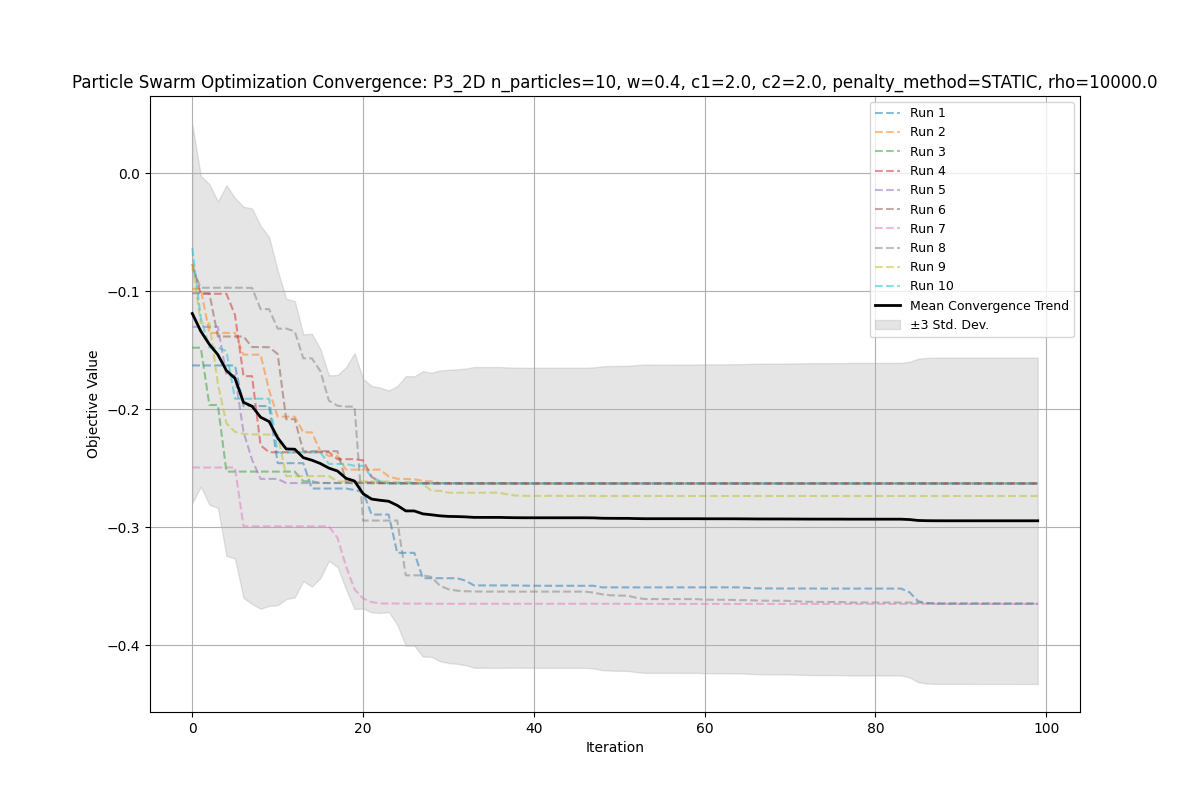 Particle Swarm Optimization Convergence: P3_2D n_particles=10, w=0.4, c1=2.0, c2=2.0, penalty_method=STATIC, rho=10000.0
Run 1
Run 2
Run 3
Run 4
Run 5
Run 6
Run 7
Run 8
Run 9
Run 10
Mean Convergence Trend
±3 Std. Dev.
0.0
−0.1
−0.2
−0.3
−0.4
Objective Value
0 20 40 60 80 100
Iteration